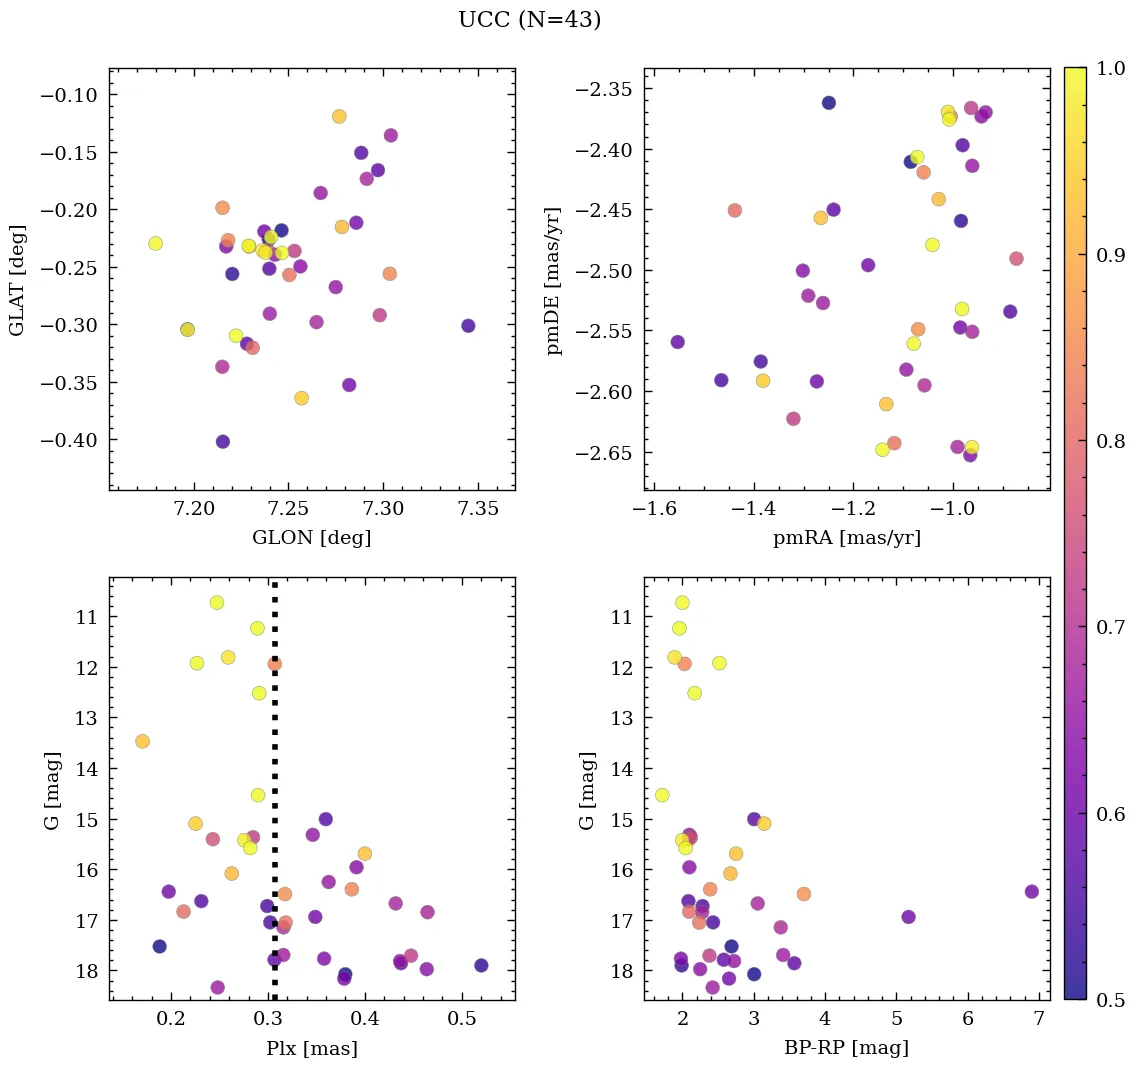 UCC (N=43)
−0.10
−0.15
−0.20
−0.25
−0.30
−0.35
−0.40
GLAT [deg]
7.20 7.25 7.30 7.35
GLON [deg]
−2.35
−2.40
−2.45
−2.50
−2.55
−2.60
−2.65
pmDE [mas/yr]
−1.6 −1.4 −1.2 −1.0
pmRA [mas/yr]
11
12
13
14
15
16
17
18
G [mag]
0.2 0.3 0.4 0.5
Plx [mas]
11
12
13
14
15
16
17
18
G [mag]
2 3 4 5 6 7
BP-RP [mag]
1.0
0.9
0.8
0.7
0.6
0.5